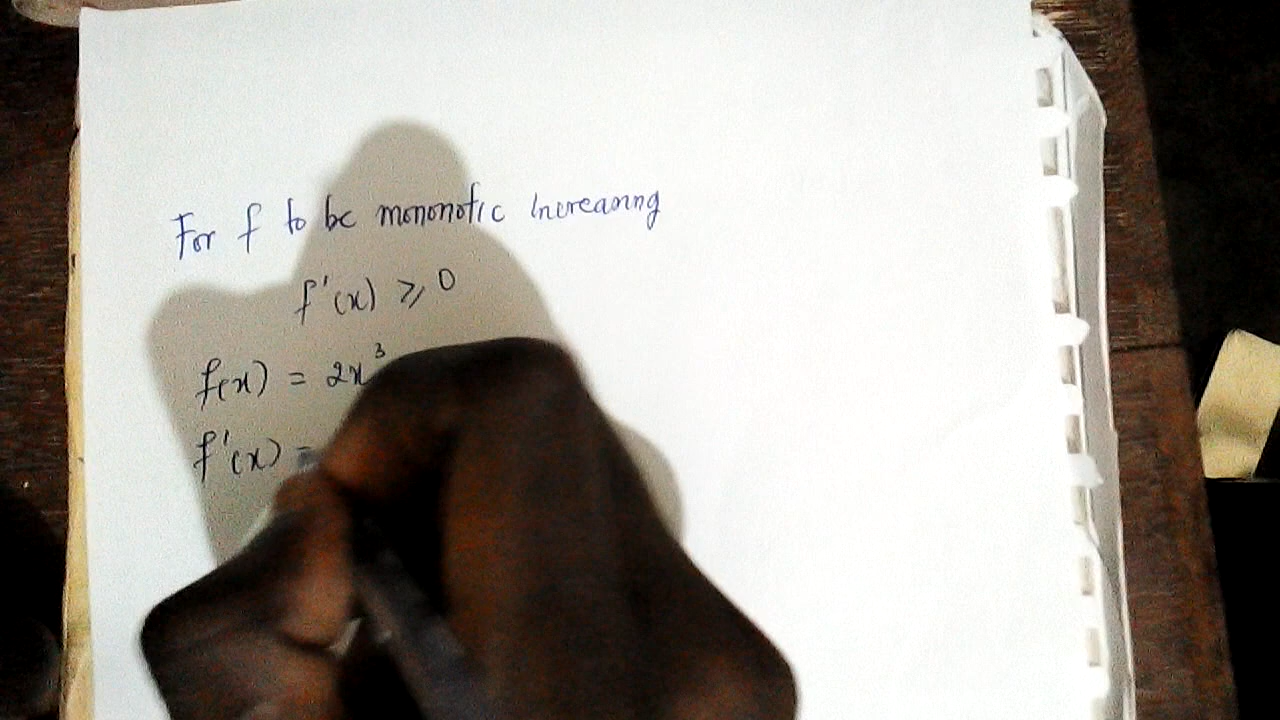 For f to be mononotic increasing
f'(x) ⩾ 0
f(x) = 2x³
f'(x) =